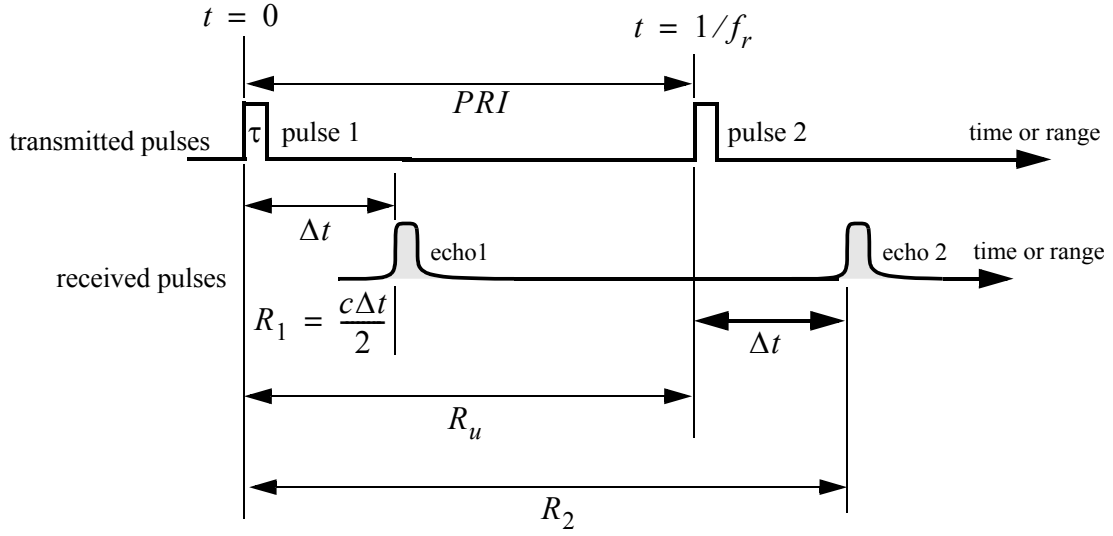 t = 0
t = 1/f_r
PRI
transmitted pulses
τ
pulse 1
pulse 2
time or range
Δt
echo1
echo 2
time or range
received pulses
R_1 = cΔt/2
Δt
R_u
R_2